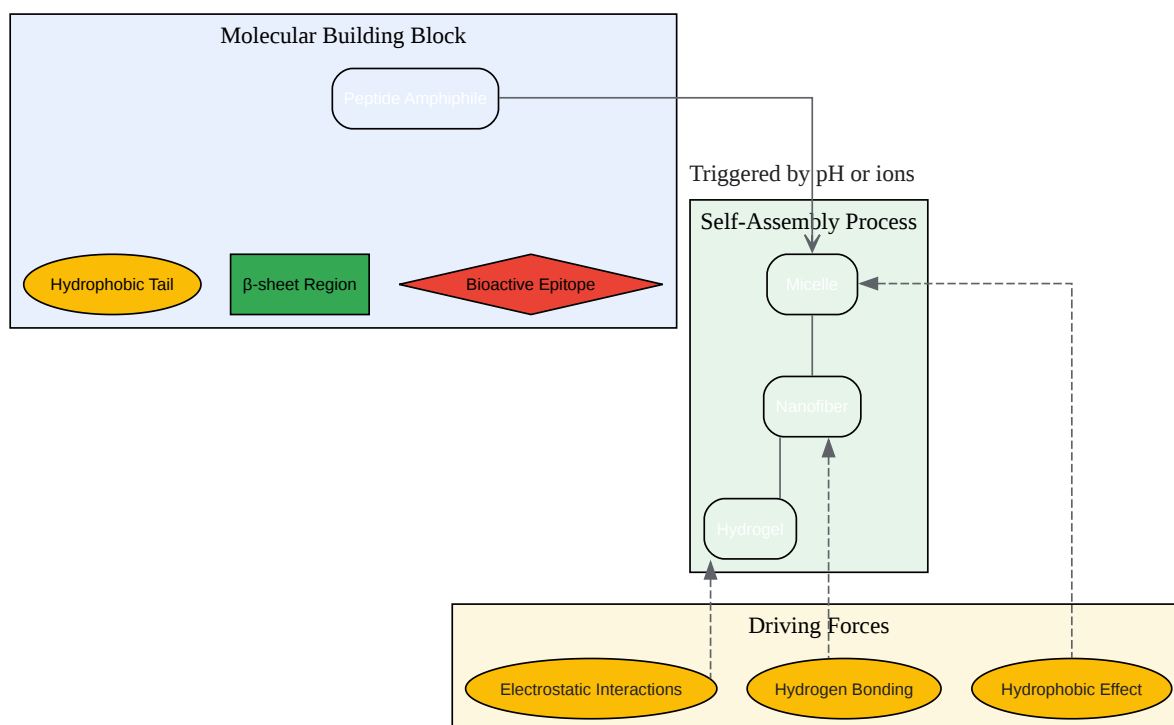 Molecular Building Block
Peptide Amphiphile
Triggered by pH or ions
Self-Assembly Process
Hydrophobic Tail
β-sheet Region
Bioactive Epitope
Micelle
Nanofiber
Hydrogel
Driving Forces
Electrostatic Interactions
Hydrogen Bonding
Hydrophobic Effect